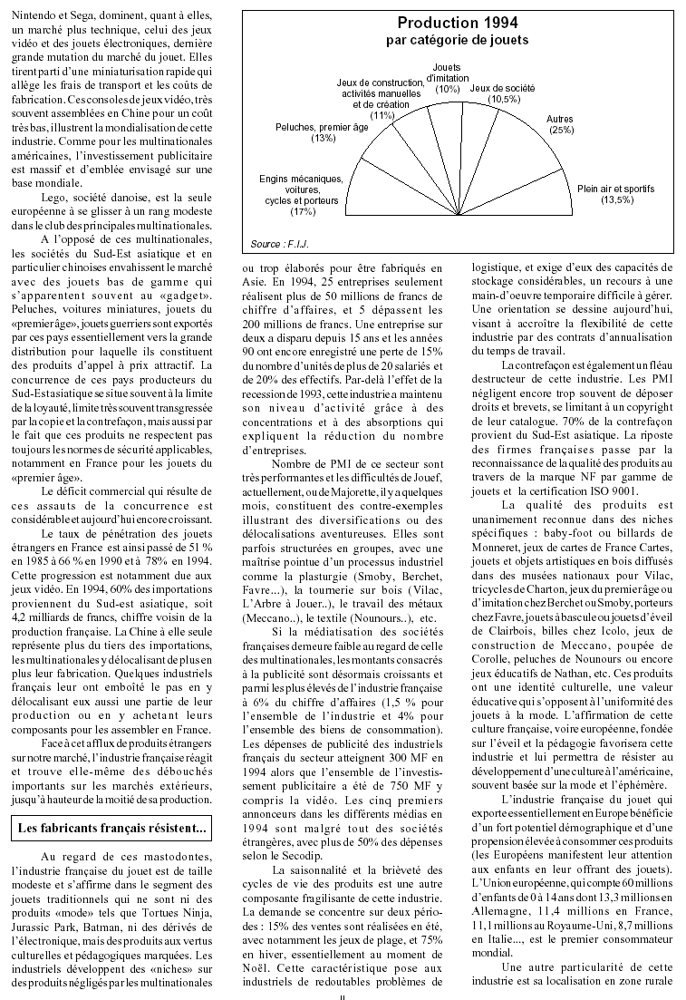 Nintendo et Sega, dominent, quant à elles,
un marché plus technique, celui des jeux
vidéo et des jouets électroniques, dernière
grande mutation du marché du jouet. Elles
tirent parti d'une miniaturisation rapide qui
allège les frais de transport et les coûts de
fabrication. Ces consoles de jeux vidéo, très
souvent assemblées en Chine pour un coût
très bas, illustrent la mondialisation de cette
industrie. Comme pour les multinationales
américaines, l'investissement publicitaire
est massif et d'emblée envisagé sur une
base mondiale.
Lego, société danoise, est la seule
européenne à se glisser à un rang modeste
dans le club des principales multinationales.
A l'opposé de ces multinationales,
les sociétés du Sud-Est asiatique et en
particulier chinoises envahissent le marché
avec des jouets bas de gamme qui
s'apparentent souvent au «gadget».
Peluches, voitures miniatures, jouets du
«premier âge», jouets guerriers sont exportés
par ces pays essentiellement vers la grande
distribution pour laquelle ils constituent
des produits d'appel à prix attractif. La
concurrence de ces pays producteurs du
Sud-Est asiatique se situe souvent à la limite
de la loyauté, limite très souvent transgressée
par la copie et la contrefaçon, mais aussi par
le fait que ces produits ne respectent pas
toujours les normes de sécurité applicables,
notamment en France pour les jouets du
«premier âge».
Le déficit commercial qui résulte de
ces assauts de la concurrence est
considérable et aujourd'hui encore croissant.
Le taux de pénétration des jouets
étrangers en France est ainsi passé de 51 %
en 1985 à 66 % en 1990 et à 78% en 1994.
Cette progression est notamment due aux
jeux vidéo. En 1994, 60% des importations
proviennent du Sud-est asiatique, soit
4,2 milliards de francs, chiffre voisin de la
production française. La Chine à elle seule
représente plus du tiers des importations,
les multinationales y délocalisant de plus en
plus leur fabrication. Quelques industriels
français leur ont emboîté le pas en y
délocalisant eux aussi une partie de leur
production ou en y achetant leurs
composants pour les assembler en France.
Face à cet afflux de produits étrangers
sur notre marché, l'industrie française réagit
et trouve elle-même des débouchés
importants sur les marchés extérieurs,
jusqu'à hauteur de la moitié de sa production.
Les fabricants français résistent...
Au regard de ces mastodontes,
l'industrie française du jouet est de taille
modeste et s'affirme dans le segment des
jouets traditionnels qui ne sont ni des
produits «mode» tels que Tortues Ninja,
Jurassic Park, Batman, ni des dérivés de
l'électronique, mais des produits aux vertus
culturelles et pédagogiques marquées. Les
industriels développent des «niches» sur
des produits négligés par les multinationales
Production 1994
par catégorie de jouets
Engins mécaniques,
voitures,
cycles et porteurs
(17%)
Peluches, premier âge
(13%)
Jeux de construction,
activités manuelles
et de création
(11%)
Jouets
d'imitation
(10%)
Jeux de société
(10,5%)
Autres
(25%)
Plein air et sportifs
(13,5%)
Source : F.I.J.
ou trop élaborés pour être fabriqués en
Asie. En 1994, 25 entreprises seulement
réalisent plus de 50 millions de francs de
chiffre d'affaires, et 5 dépassent les
200 millions de francs. Une entreprise sur
deux a disparu depuis 15 ans et les années
90 ont encore enregistré une perte de 15%
du nombre d'unités de plus de 20 salariés et
de 20% des effectifs. Par-delà l'effet de la
recession de 1993, cette industrie a maintenu
son niveau d'activité grâce à des
concentrations et à des absorptions qui
expliquent la réduction du nombre
d'entreprises.
Nombre de PMI de ce secteur sont
très performantes et les difficultés de Jouef,
actuellement, ou de Majorette, il y a quelques
mois, constituent des contre-exemples
illustrant des diversifications ou des
délocalisations aventureuses. Elles sont
parfois structurées en groupes, avec une
maîtrise pointue d'un processus industriel
comme la plasturgie (Smoby, Berchet,
Favre...), la tournerie sur bois (Vilac,
L'Arbre à Jouer..), le travail des métaux
(Meccano..), le textile (Nounours..), etc.
Si la médiatisation des sociétés
françaises demeure faible au regard de celle
des multinationales, les montants consacrés
à la publicité sont désormais croissants et
parmi les plus élevés de l'industrie française
à 6% du chiffre d'affaires (1,5 % pour
l'ensemble de l'industrie et 4% pour
l'ensemble des biens de consommation).
Les dépenses de publicité des industriels
français du secteur atteignent 300 MF en
1994 alors que l'ensemble de l'investis-
sement publicitaire a été de 750 MF y
compris la vidéo. Les cinq premiers
annonceurs dans les différents médias en
1994 sont malgré tout des sociétés
étrangères, avec plus de 50% des dépenses
selon le Secodip.
La saisonnalité et la brièveté des
cycles de vie des produits est une autre
composante fragilisante de cette industrie.
La demande se concentre sur deux pério-
des : 15% des ventes sont réalisées en été,
avec notamment les jeux de plage, et 75%
en hiver, essentiellement au moment de
Noël. Cette caractéristique pose aux
industriels de redoutables problèmes de
logistique, et exige d'eux des capacités de
stockage considérables, un recours à une
main-d'oeuvre temporaire difficile à gérer.
Une orientation se dessine aujourd'hui,
visant à accroître la flexibilité de cette
industrie par des contrats d'annualisation
du temps de travail.
La contrefaçon est également un fléau
destructeur de cette industrie. Les PMI
négligent encore trop souvent de déposer
droits et brevets, se limitant à un copyright
de leur catalogue. 70% de la contrefaçon
provient du Sud-Est asiatique. La riposte
des firmes françaises passe par la
reconnaissance de la qualité des produits au
travers de la marque NF par gamme de
jouets et la certification ISO 9001.
La qualité des produits est
unanimement reconnue dans des niches
spécifiques : baby-foot ou billards de
Monneret, jeux de cartes de France Cartes,
jouets et objets artistiques en bois diffusés
dans des musées nationaux pour Vilac,
tricycles de Charton, jeux du premier âge ou
d'imitation chez Berchet ou Smoby, porteurs
chez Favre, jouets à bascule ou jouets d'éveil
de Clairbois, billes chez Icolo, jeux de
construction de Meccano, poupée de
Corolle, peluches de Nounours ou encore
jeux éducatifs de Nathan, etc. Ces produits
ont une identité culturelle, une valeur
éducative qui s'opposent à l'uniformité des
jouets à la mode. L'affirmation de cette
culture française, voire européenne, fondée
sur l'éveil et la pédagogie favorisera cette
industrie et lui permettra de résister au
développement d'une culture à l'américaine,
souvent basée sur la mode et l'éphémère.
L'industrie française du jouet qui
exporte essentiellement en Europe bénéficie
d'un fort potentiel démographique et d'une
propension élevée à consommer ces produits
(les Européens manifestent leur attention
aux enfants en leur offrant des jouets).
L'Union européenne, qui compte 60 millions
d'enfants de 0 à 14 ans dont 13,3 millions en
Allemagne, 11,4 millions en France,
11,1 millions au Royaume-Uni, 8,7 millions
en Italie..., est le premier consommateur
mondial.
Une autre particularité de cette
industrie est sa localisation en zone rurale
II